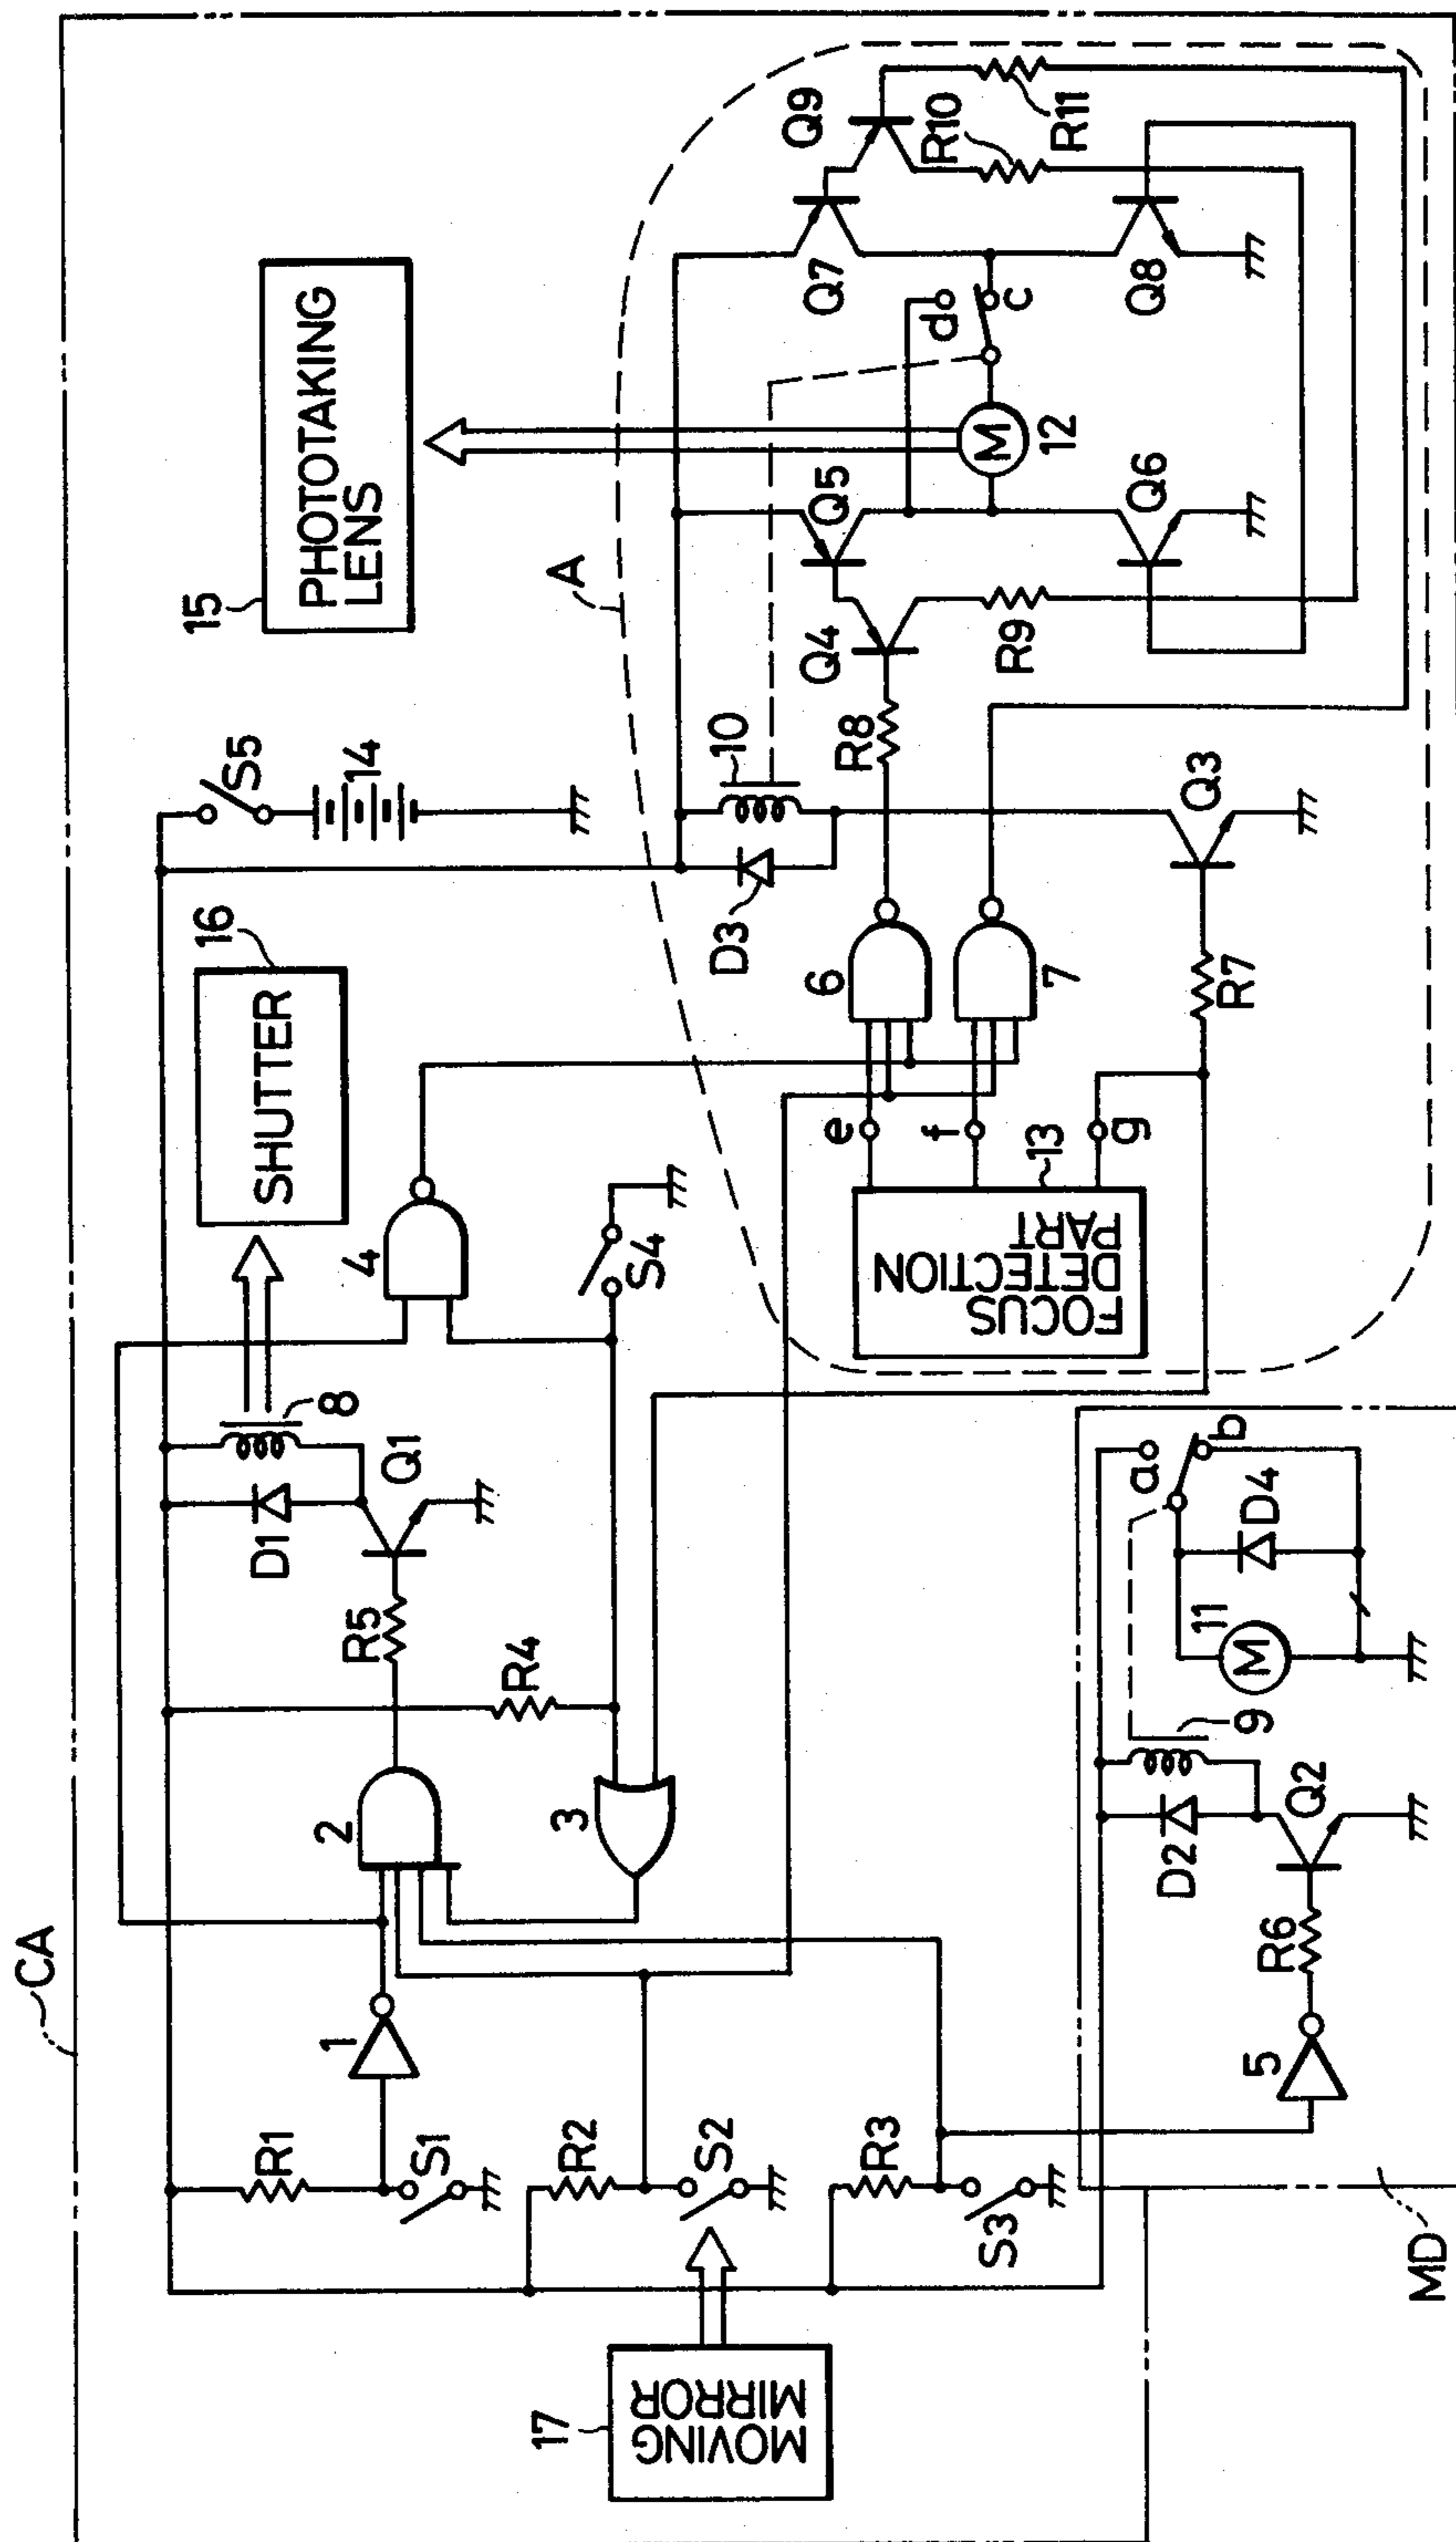 CA
15
PHOTOTAKING
LENS
16
SHUTTER
S5
14
A
4
S4
8
D1
Q1
R5
R4
2
3
1
R1
S1
R2
S2
R3
S3
17
MOVING
MIRROR
10
D3
6
7
R8
Q4
Q5
Q6
R9
M
12
d
c
Q7
Q8
Q9
R10
R11
Q3
R7
e
f
g
13
FOCUS
DETECTION
PART
a
b
D4
11
M
9
D2
Q2
R6
5
MD